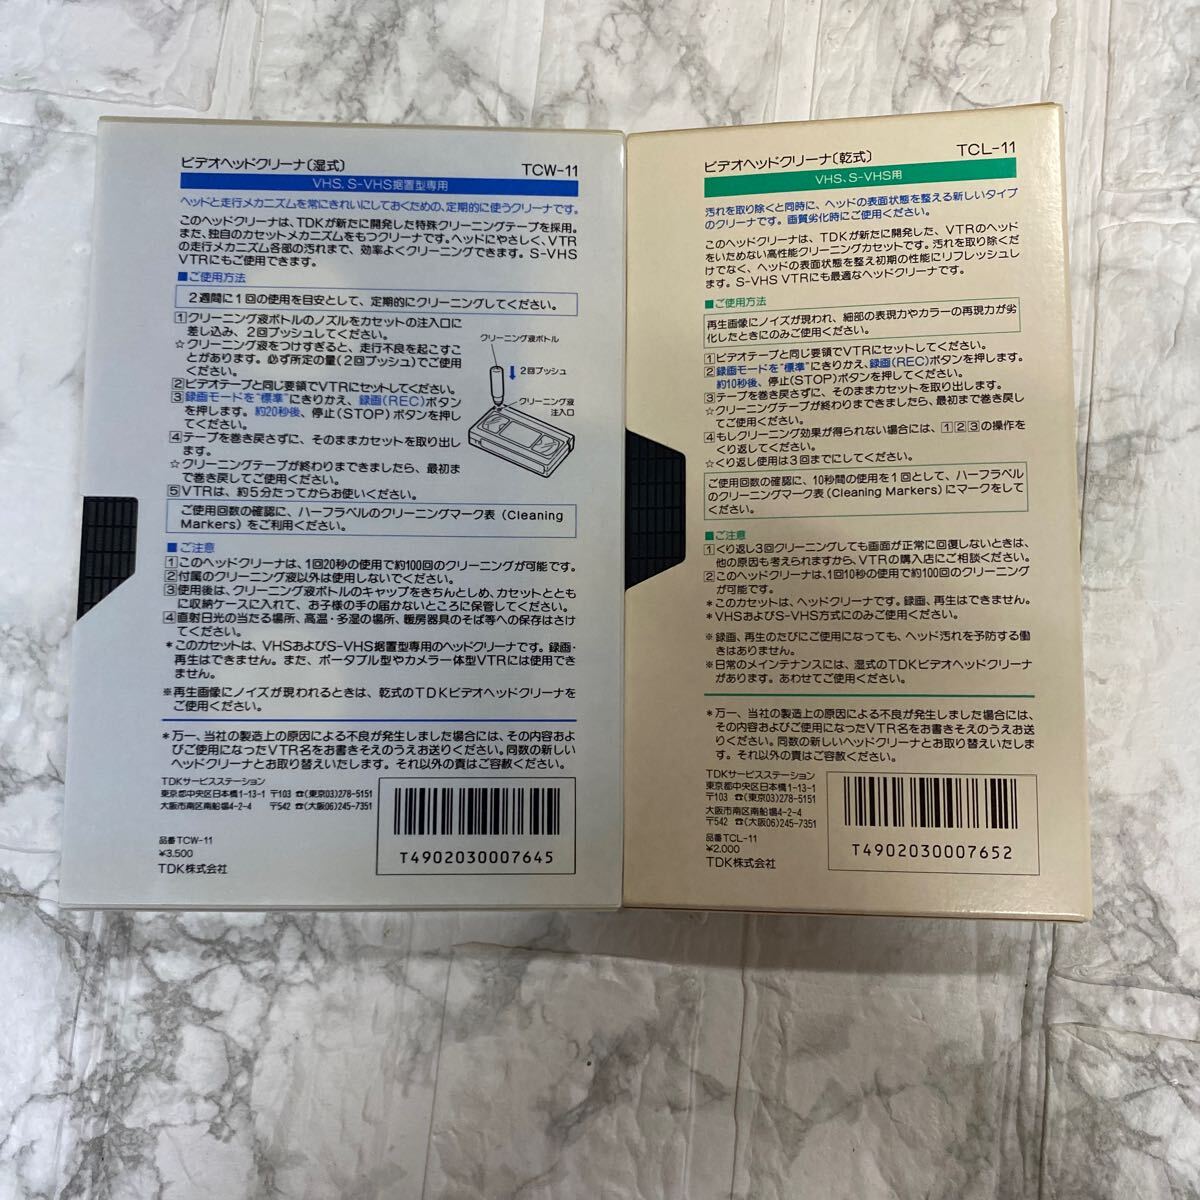 ビデオヘッドクリーナ〔湿式〕 TCW-11
VHS、S-VHS据置型専用
ヘッドと走行メカニズムを常にきれいにしておくための、定期的に使うクリーナです。
このヘッドクリーナは、TDKが新たに開発した特殊クリーニングテープを採用。
また、独自のカセットメカニズムをもつクリーナです。ヘッドにやさしく、VTR
の走行メカニズム各部の汚れまで、効率よくクリーニングできます。S-VHS
VTRにもご使用できます。
■ご使用方法
2週間に1回の使用を目安として、定期的にクリーニングしてください。
1クリーニング液ボトルのノズルをカセットの注入口に
差し込み、2回プッシュしてください。
☆クリーニング液をつけすぎると、走行不良を起こすこ
とがあります。必ず所定の量(2回プッシュ)でご使用
ください。
2ビデオテープと同じ要領でVTRにセットしてください。
3録画モードを"標準"にきりかえ、録画(REC)ボタン
を押します。約20秒後、停止(STOP)ボタンを押し
てください。
4テープを巻き戻さずに、そのままカセットを取り出し
ます。
☆クリーニングテープが終わりまできましたら、最初ま
で巻き戻してご使用ください。
5VTRは、約5分たってからお使いください。
クリーニング液ボトル
2回プッシュ
クリーニング液
注入口
ご使用回数の確認に、ハーフラベルのクリーニングマーク表(Cleaning
Markers)をご利用ください。
■ご注意
1このヘッドクリーナは、1回20秒の使用で約100回のクリーニングが可能です。
2付属のクリーニング液以外は使用しないでください。
3使用後は、クリーニング液ボトルのキャップをきちんとしめ、カセットととも
に収納ケースに入れて、お子様の手の届かないところに保管してください。
4直射日光の当たる場所、高温・多湿の場所、暖房器具のそば等への保存はさけ
てください。
*このカセットは、VHSおよびS-VHS据置型専用のヘッドクリーナです。録画・
再生はできません。また、ポータブル型やカメラ一体型VTRには使用でき
ません。
※再生画像にノイズが現われるときは、乾式のTDKビデオヘッドクリーナを
ご使用ください。
*万一、当社の製造上の原因による不良が発生しました場合には、その内容およ
びご使用になったVTR名をお書きそえのうえお送りください。同数の新しい
ヘッドクリーナとお取り替えいたします。それ以外の責はご容赦ください。
TDKサービスステーション
東京都中央区日本橋1-13-1 〒103 ☎(東京03)278-5151
大阪市南区南船場4-2-4 〒542 ☎(大阪06)245-7351
品番TCW-11
¥3,500
TDK株式会社
T4902030007645
ビデオヘッドクリーナ〔乾式〕 TCL-11
VHS、S-VHS用
汚れを取り除くと同時に、ヘッドの表面状態を整える新しいタイプ
のクリーナです。画質劣化時にご使用ください。
このヘッドクリーナは、TDKが新たに開発した、VTRのヘッド
をいためない高性能クリーニングカセットです。汚れを取り除くだ
けでなく、ヘッドの表面状態を整え初期の性能にリフレッシュしま
す。S-VHS VTRにも最適なヘッドクリーナです。
■ご使用方法
再生画像にノイズが現われ、細部の表現力やカラーの再現力が劣
化したときにのみご使用ください。
1ビデオテープと同じ要領でVTRにセットしてください。
2録画モードを"標準"にきりかえ、録画(REC)ボタンを押します。
約10秒後、停止(STOP)ボタンを押してください。
3テープを巻き戻さずに、そのままカセットを取り出します。
☆クリーニングテープが終わりまできましたら、最初まで巻き戻し
てご使用ください。
4もしクリーニング効果が得られない場合には、123の操作を
くり返してください。
☆くり返し使用は3回までにしてください。
ご使用回数の確認に、10秒間の使用を1回として、ハーフラベル
のクリーニングマーク表(Cleaning Markers)にマークをして
ください。
■ご注意
1くり返し3回クリーニングしても画面が正常に回復しないときは、
他の原因も考えられますから、VTRの購入店にご相談ください。
2このヘッドクリーナは、1回10秒の使用で約100回のクリーニング
が可能です。
*このカセットは、ヘッドクリーナです。録画、再生はできません。
*VHSおよびS-VHS方式にのみご使用ください。
※録画、再生のたびにご使用になっても、ヘッド汚れを予防する働
きはありません。
※日常のメインテナンスには、湿式のTDKビデオヘッドクリーナ
があります。あわせてご使用ください。
*万一、当社の製造上の原因による不良が発生しました場合には、
その内容およびご使用になったVTR名をお書きそえのうえお送
りください。同数の新しいヘッドクリーナとお取り替えいたしま
す。それ以外の責はご容赦ください。
TDKサービスステーション
東京都中央区日本橋1-13-1
〒103 ☎(東京03)278-5151
大阪市南区南船場4-2-4
〒542 ☎(大阪06)245-7351
品番TCL-11
¥2,000
TDK株式会社
T4902030007652